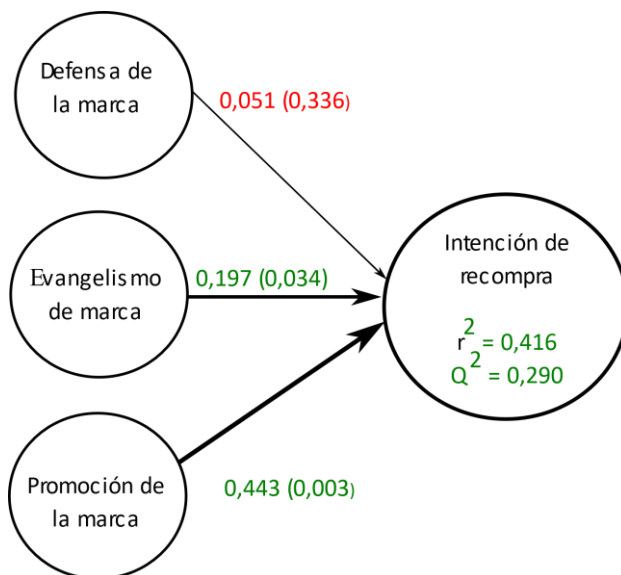 Defensa de
la marca
0,051 (0,336)
Evangelismo
de marca
0,197 (0,034)
Intención de
recompra
r² = 0,416
Q² = 0,290
Promoción de
la marca
0,443 (0,003)